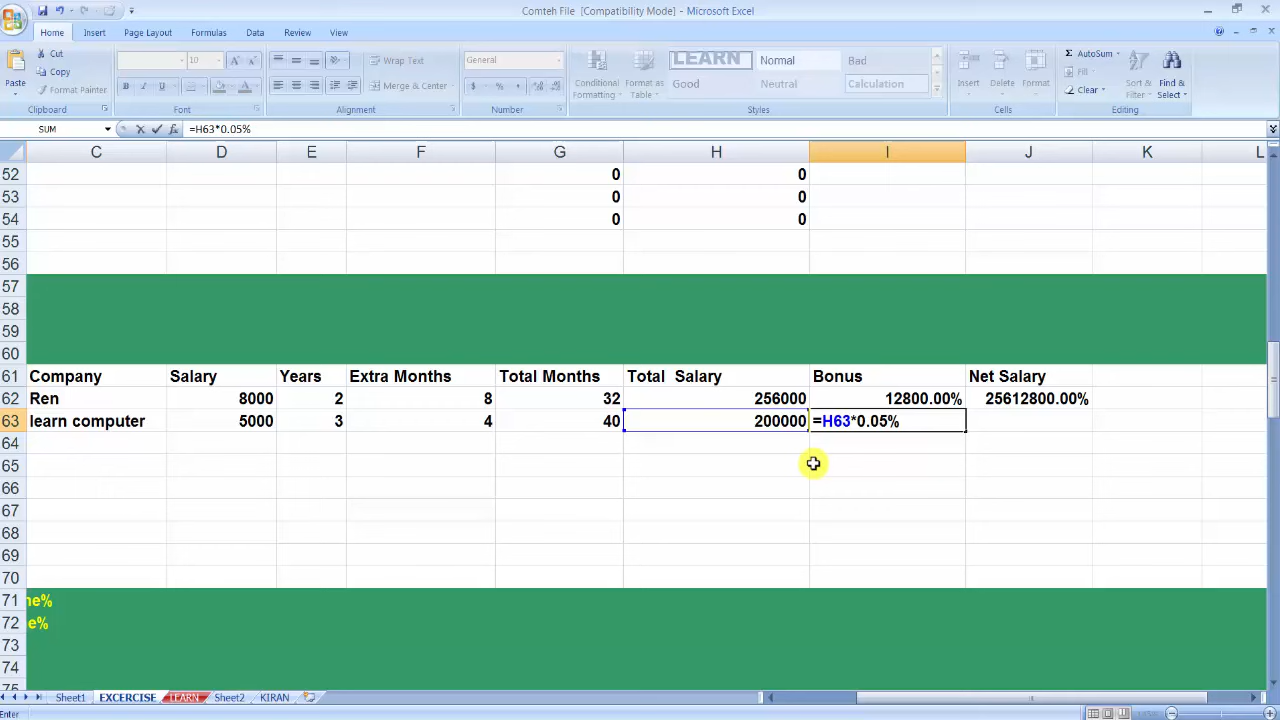 Comteh File [Compatibility Mode] - Microsoft Excel
Home Insert Page Layout Formulas Data Review View
Cut
Copy
Format Painter
Paste
Clipboard
10
Font
Wrap Text
Merge & Center
Alignment
General
Number
Conditional Formatting
Format as Table
LEARN Normal Bad
Good Neutral Calculation
Styles
Insert Delete Format
Cells
AutoSum
Fill
Clear
Sort & Filter
Find & Select
Editing
SUM =H63*0.05%
C D E F G H I J K L
52 0 0
53 0 0
54 0 0
55
56
57
58
59
60
61 Company Salary Years Extra Months Total Months Total Salary Bonus Net Salary
62 Ren 8000 2 8 32 256000 12800.00% 25612800.00%
63 learn computer 5000 3 4 40 200000 =H63*0.05%
64
65
66
67
68
69
70
71 ne%
72 e%
73
74
Sheet1 EXCERCISE LEARN Sheet2 KIRAN
Enter